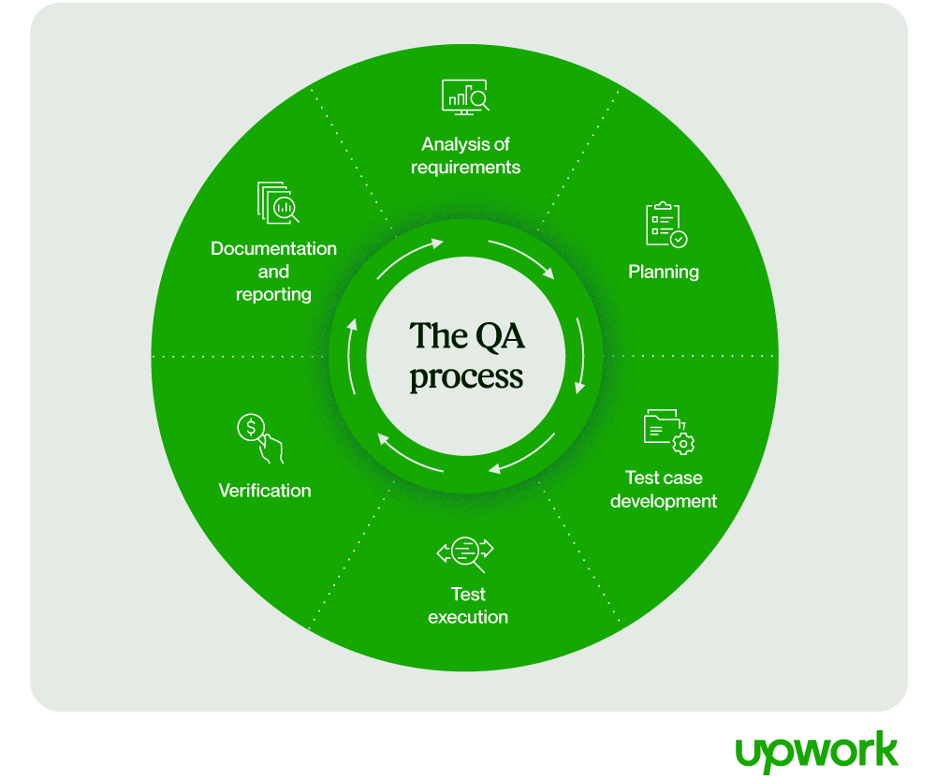 Analysis of
requirements
Planning
Test case
development
Test
execution
Verification
Documentation
and
reporting
The QA
process
upwork